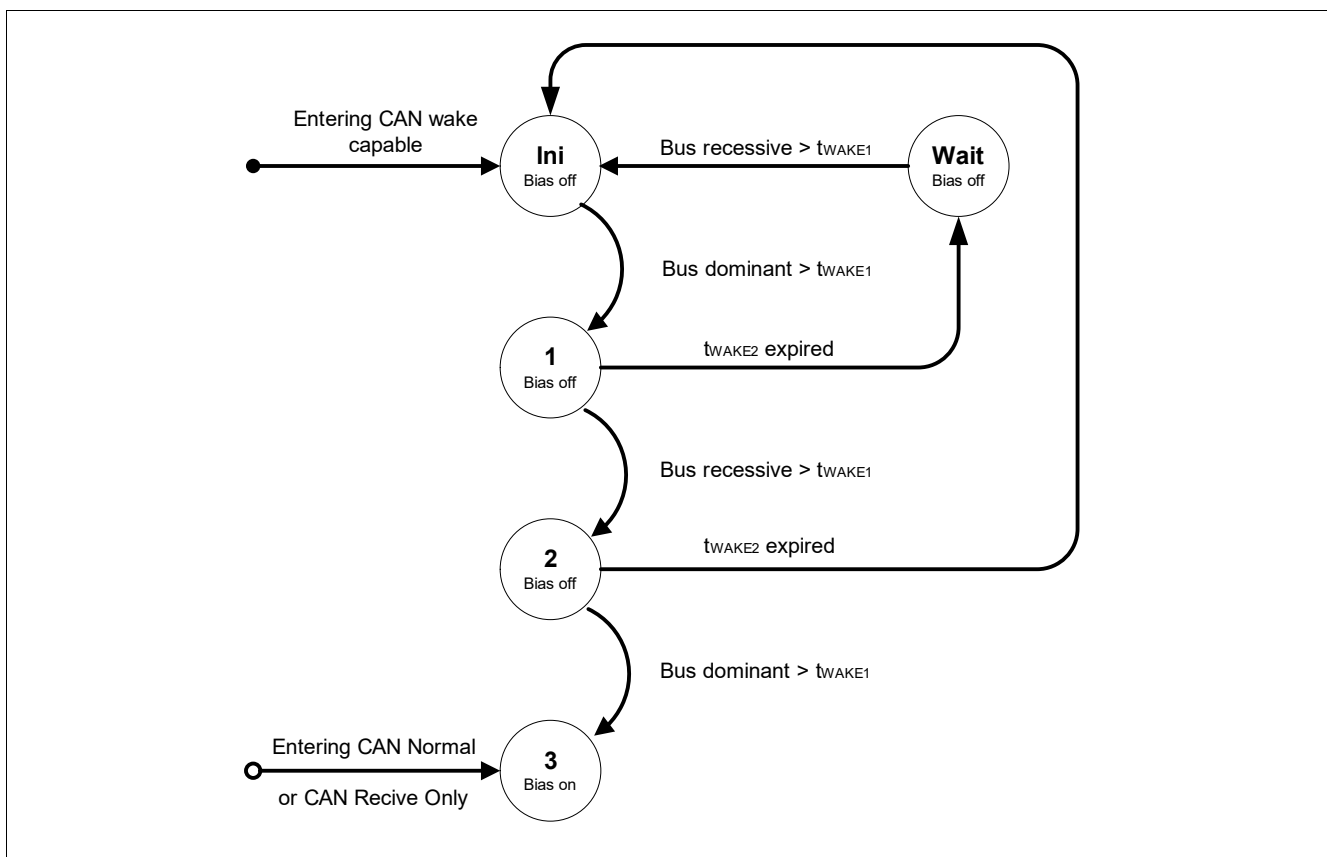 Entering CAN wake
capable
Ini
Bias off
Bus recessive > tWAKE1
Wait
Bias off
Bus dominant > tWAKE1
1
Bias off
tWAKE2 expired
Bus recessive > tWAKE1
2
Bias off
tWAKE2 expired
Bus dominant > tWAKE1
Entering CAN Normal
or CAN Recive Only
3
Bias on